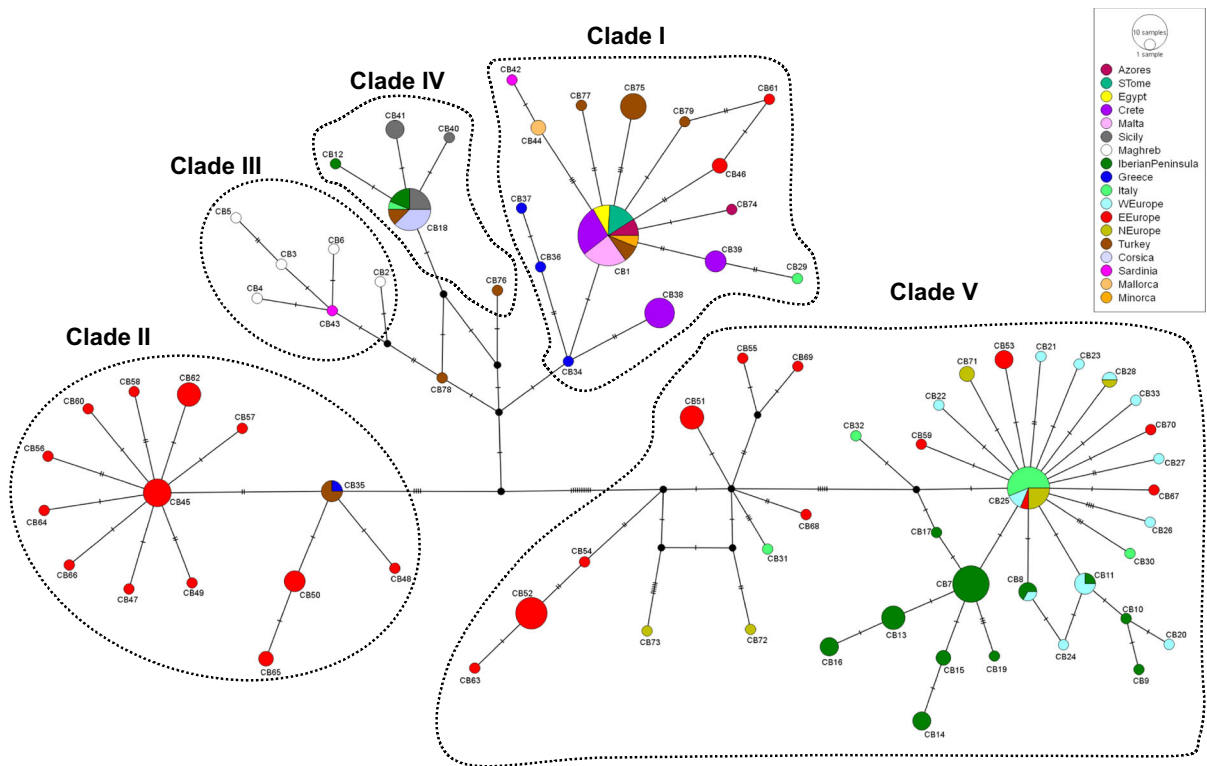 Clade I
Clade IV
Clade III
Clade II
Clade V
10 samples
1 sample
Azores
STome
Egypt
Crete
Malta
Sicily
Maghreb
IberianPeninsula
Greece
Italy
WEurope
EEurope
NEurope
Turkey
Corsica
Sardinia
Mallorca
Minorca
CB42
CB77
CB75
CB79
CB61
CB44
CB46
CB74
CB37
CB36
CB1
CB39
CB29
CB38
CB34
CB41
CB40
CB12
CB18
CB76
CB5
CB3
CB6
CB2
CB4
CB43
CB78
CB58
CB62
CB60
CB57
CB56
CB45
CB35
CB64
CB66
CB47
CB49
CB50
CB48
CB65
CB55
CB69
CB51
CB68
CB31
CB54
CB52
CB63
CB73
CB72
CB32
CB71
CB53
CB21
CB23
CB28
CB22
CB33
CB59
CB70
CB27
CB25
CB67
CB26
CB30
CB17
CB7
CB8
CB11
CB13
CB10
CB20
CB24
CB16
CB15
CB19
CB9
CB14